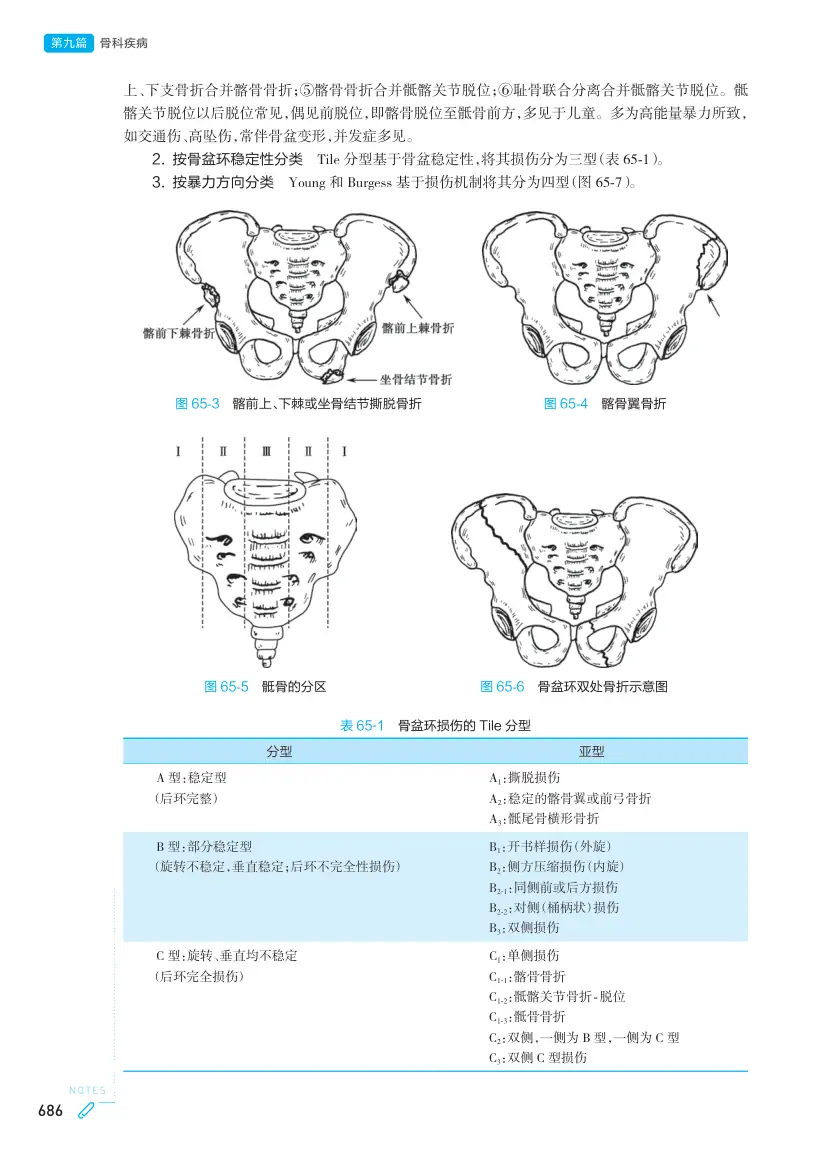 第九篇 骨科疾病
上、下支骨折合并髂骨骨折;⑤髂骨骨折合并骶髂关节脱位;⑥耻骨联合分离合并骶髂关节脱位。骶
髂关节脱位以后脱位常见,偶见前脱位,即髂骨脱位至骶骨前方,多见于儿童。多为高能量暴力所致,
如交通伤、高坠伤,常伴骨盆变形,并发症多见。
2. 按骨盆环稳定性分类 Tile 分型基于骨盆稳定性,将其损伤分为三型(表 65-1)。
3. 按暴力方向分类 Young 和 Burgess 基于损伤机制将其分为四型(图 65-7)。
髂前下棘骨折
髂前上棘骨折
坐骨结节骨折
图 65-3 髂前上、下棘或坐骨结节撕脱骨折
图 65-4 髂骨翼骨折
Ⅰ Ⅱ Ⅲ Ⅱ Ⅰ
图 65-5 骶骨的分区
图 65-6 骨盆环双处骨折示意图
表 65-1 骨盆环损伤的 Tile 分型
分型 亚型
A 型:稳定型 A₁:撕脱损伤
(后环完整) A₂:稳定的髂骨翼或前弓骨折
A₃:骶尾骨横形骨折
B 型:部分稳定型 B₁:开书样损伤(外旋)
(旋转不稳定,垂直稳定;后环不完全性损伤) B₂:侧方压缩损伤(内旋)
B₂₋₁:同侧前或后方损伤
B₂₋₂:对侧(桶柄状)损伤
B₃:双侧损伤
C 型:旋转、垂直均不稳定 C₁:单侧损伤
(后环完全损伤) C₁₋₁:髂骨骨折
C₁₋₂:骶髂关节骨折-脱位
C₁₋₃:骶骨骨折
C₂:双侧,一侧为 B 型,一侧为 C 型
C₃:双侧 C 型损伤
NOTES
686